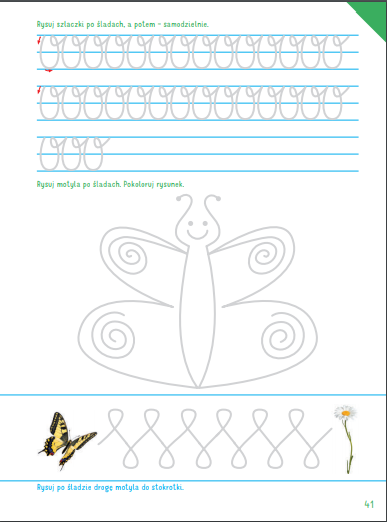 Rysuj szlaczki po śladach, a potem – samodzielnie.
Rysuj motyla po śladach. Pokoloruj rysunek.
Rysuj po śladzie drogę motyla do stokrotki.
41